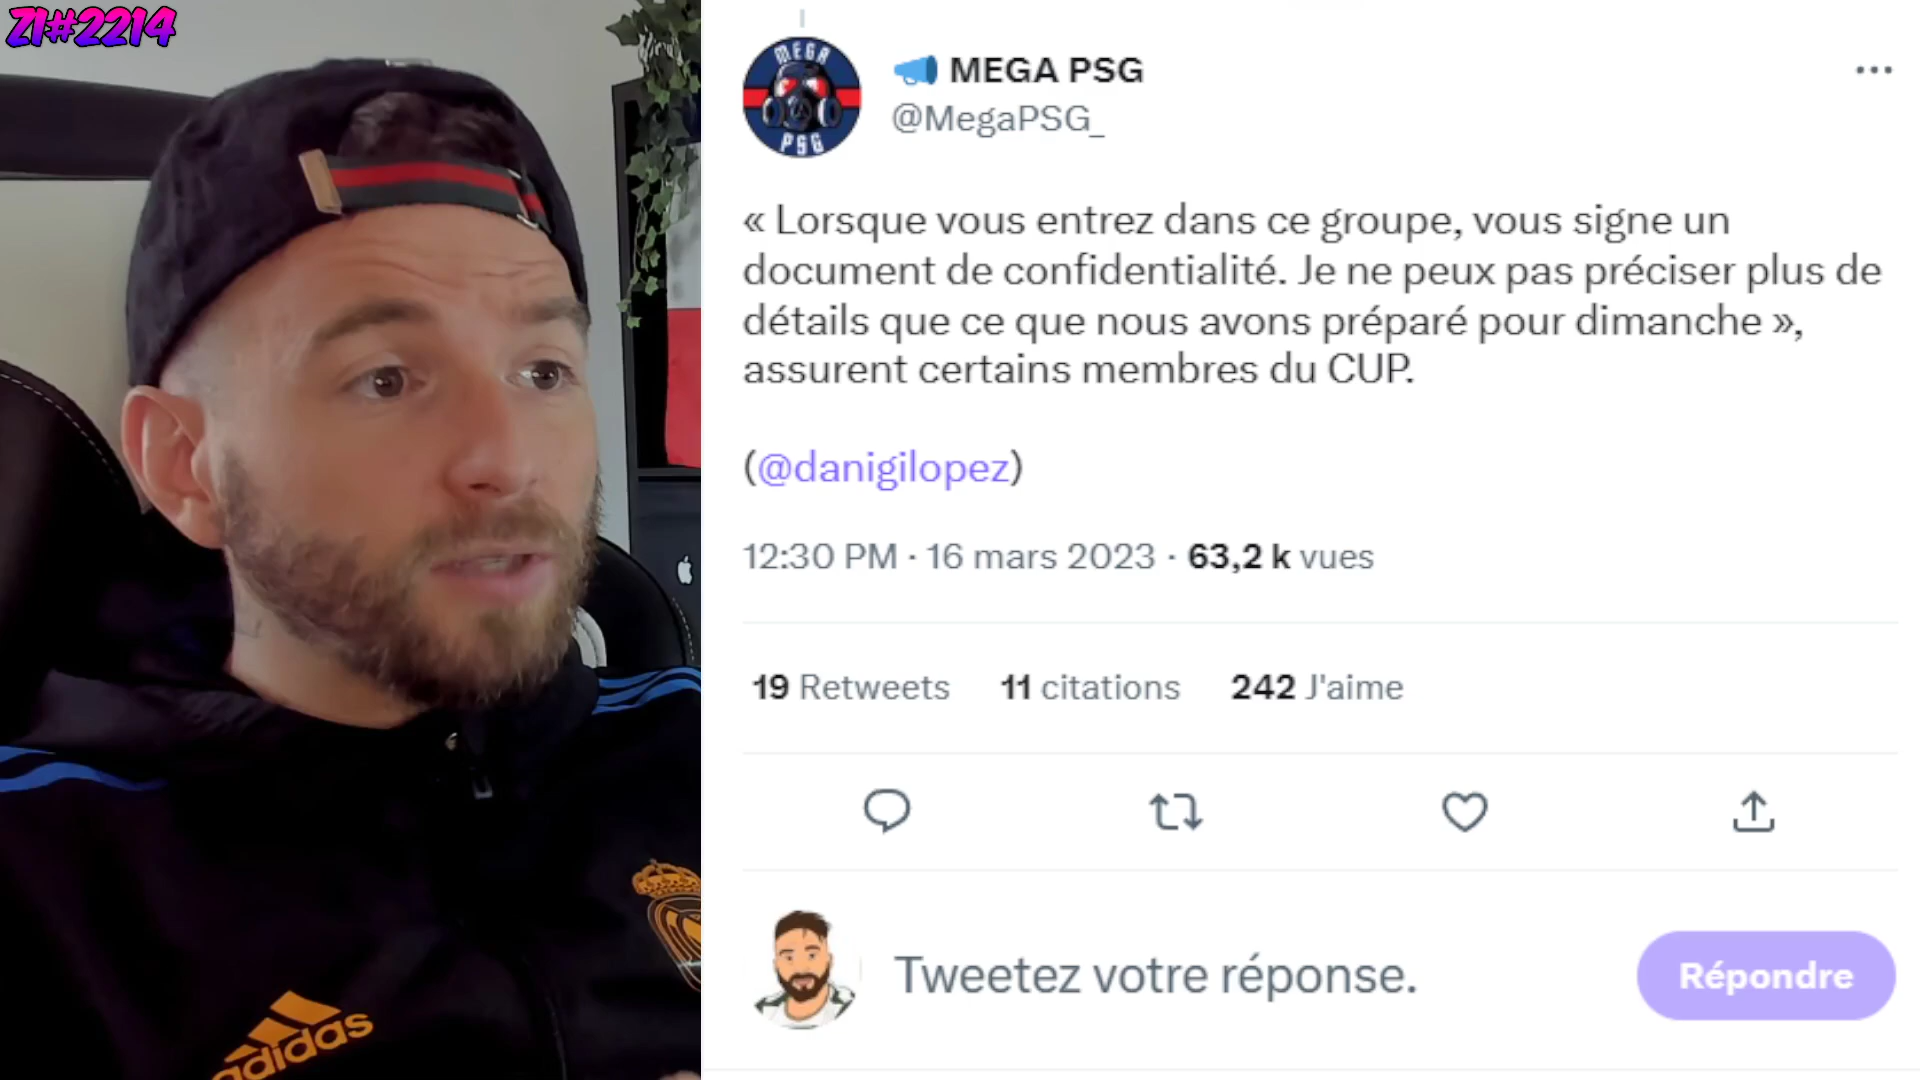 Z1#2214
MEGA PSG
@MegaPSG_
« Lorsque vous entrez dans ce groupe, vous signe un
document de confidentialité. Je ne peux pas préciser plus de
détails que ce que nous avons préparé pour dimanche »,
assurent certains membres du CUP.
(@danigilopez)
12:30 PM · 16 mars 2023 · 63,2 k vues
19 Retweets 11 citations 242 J'aime
Tweetez votre réponse.
Répondre
MEGA
PSG
adidas